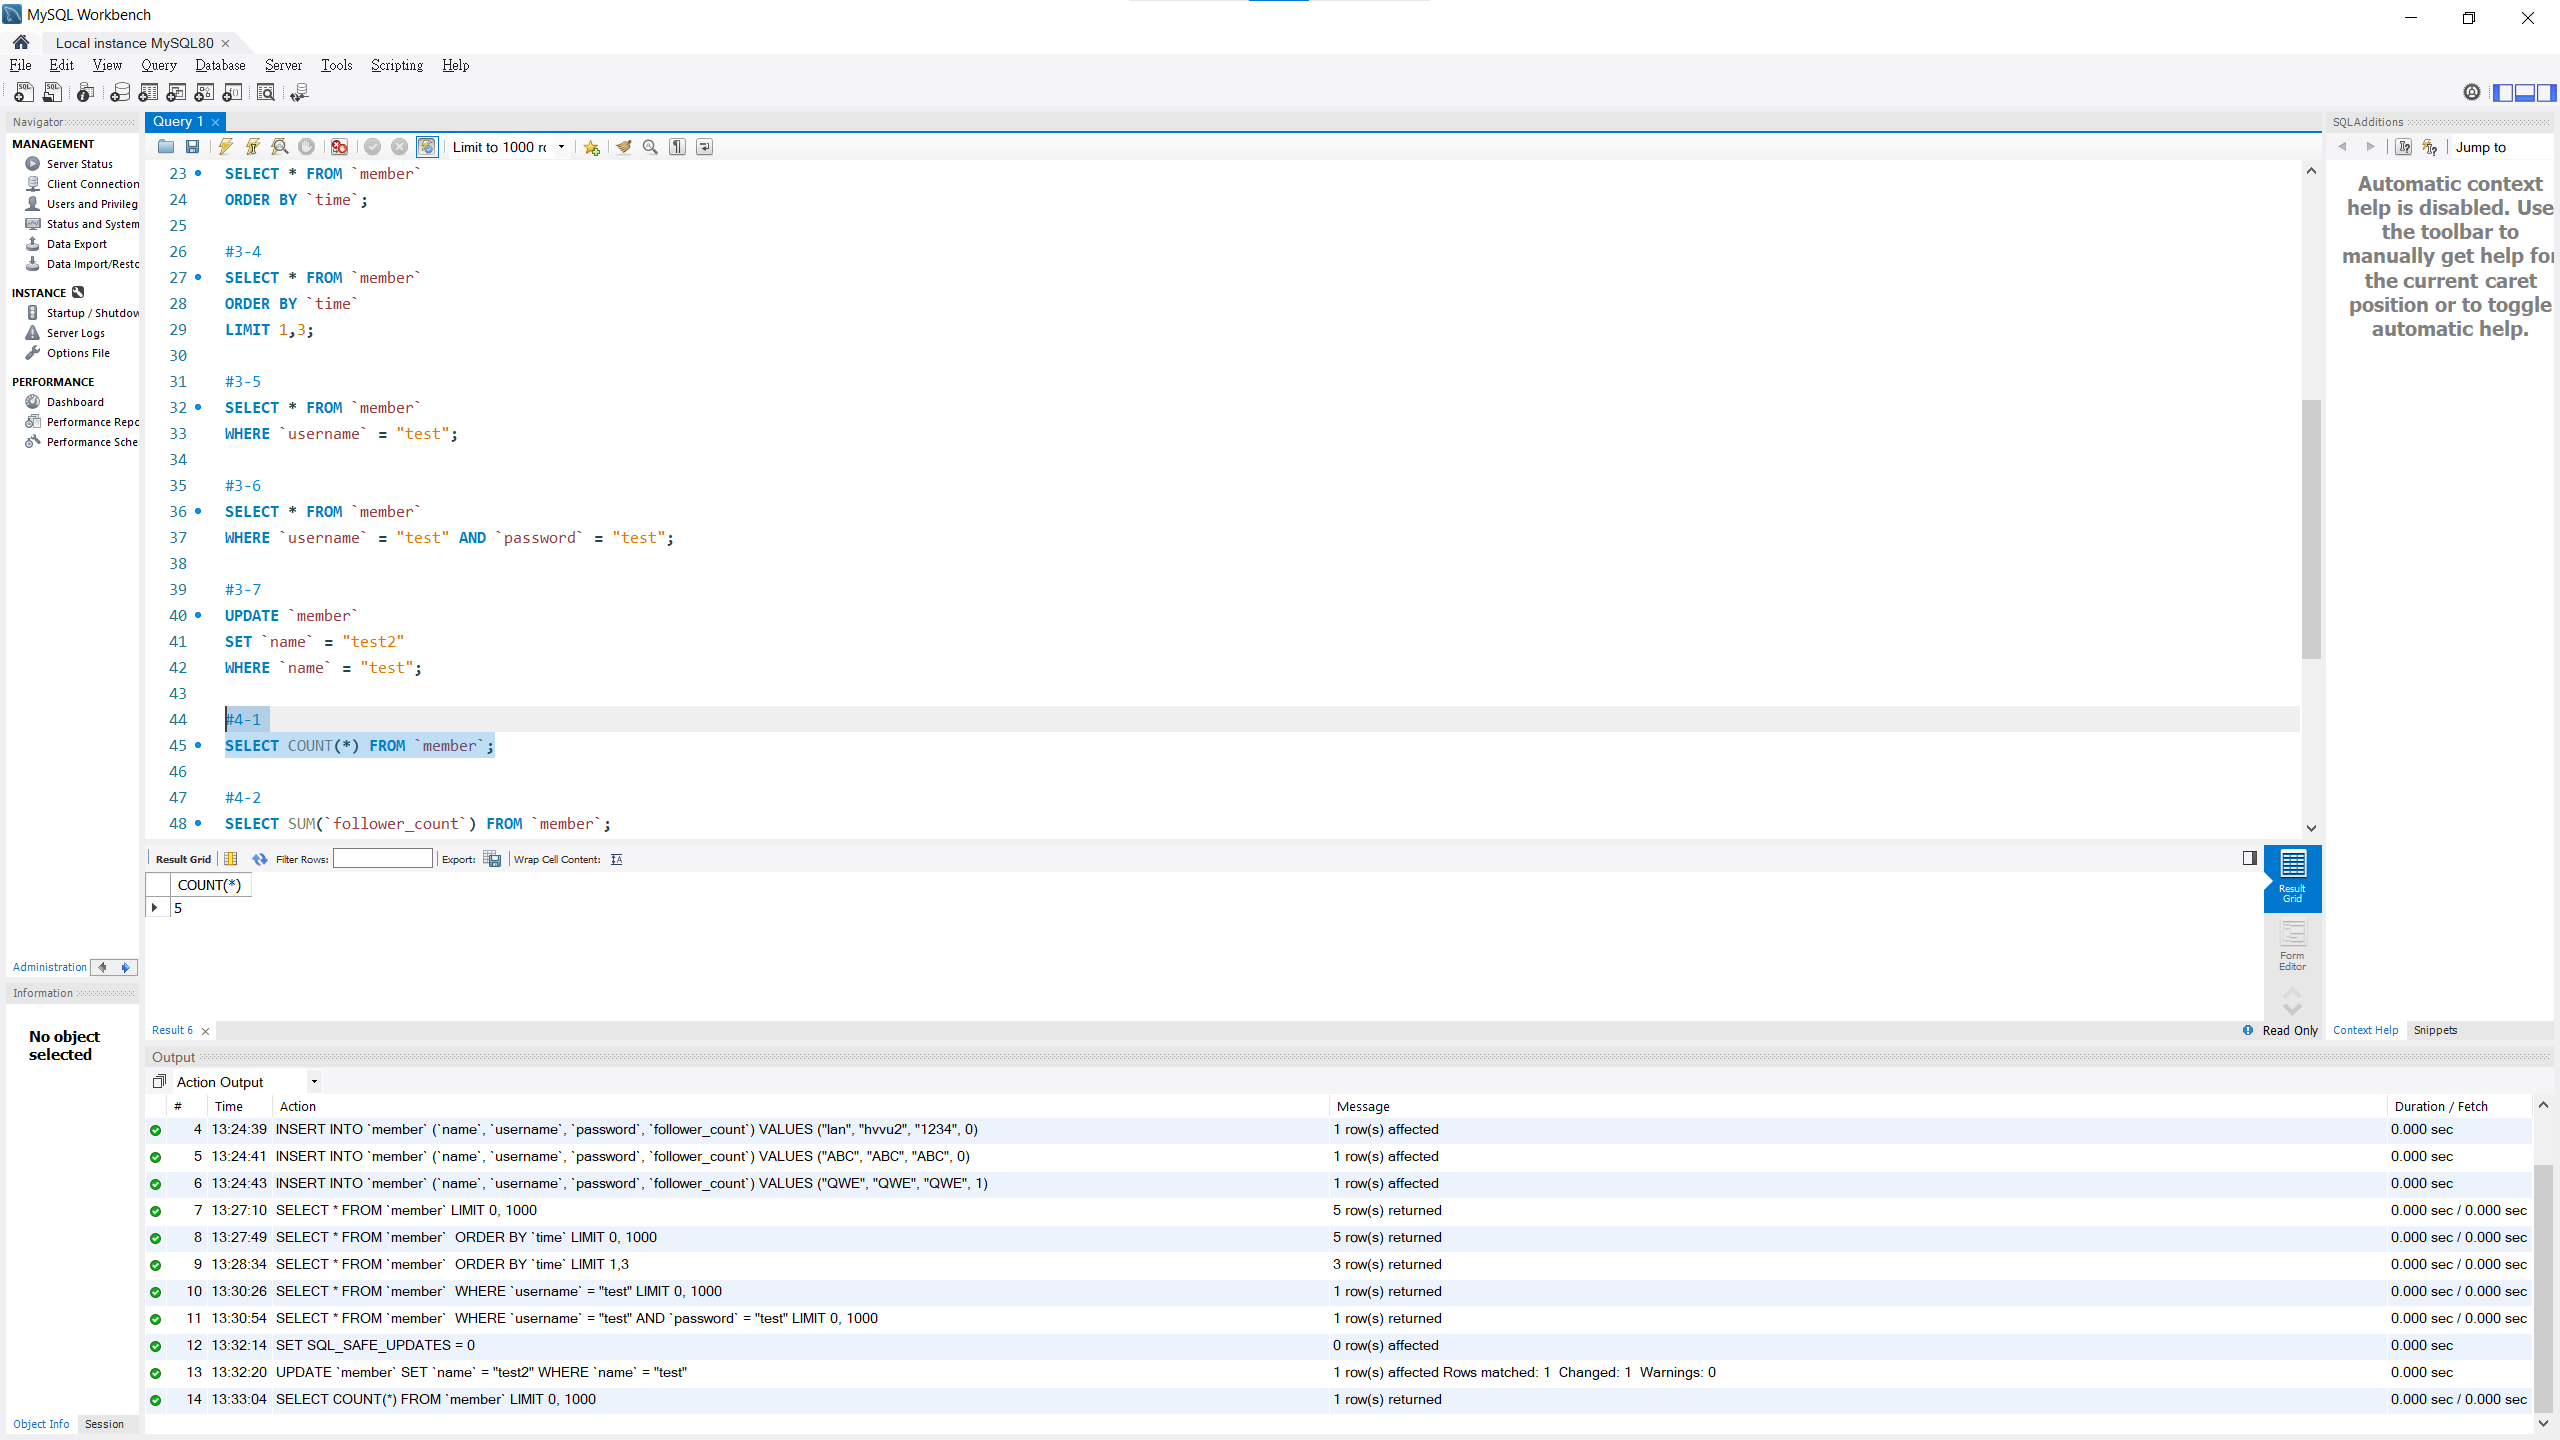 MySQL Workbench
Local instance MySQL80
File Edit View Query Database Server Tools Scripting Help
Navigator
MANAGEMENT
Server Status
Client Connection
Users and Privileg
Status and System
Data Export
Data Import/Resto
INSTANCE
Startup / Shutdow
Server Logs
Options File
PERFORMANCE
Dashboard
Performance Repo
Performance Sche
Administration
Information
No object
selected
Object Info Session
Query 1
Limit to 1000 ro
23 SELECT * FROM `member`
24 ORDER BY `time`;
25
26 #3-4
27 SELECT * FROM `member`
28 ORDER BY `time`
29 LIMIT 1,3;
30
31 #3-5
32 SELECT * FROM `member`
33 WHERE `username` = "test";
34
35 #3-6
36 SELECT * FROM `member`
37 WHERE `username` = "test" AND `password` = "test";
38
39 #3-7
40 UPDATE `member`
41 SET `name` = "test2"
42 WHERE `name` = "test";
43
44 #4-1
45 SELECT COUNT(*) FROM `member`;
46
47 #4-2
48 SELECT SUM(`follower_count`) FROM `member`;
Result Grid Filter Rows: Export: Wrap Cell Content:
COUNT(*)
5
Result
Grid
Form
Editor
Result 6
Read Only
SQLAdditions
Jump to
Automatic context
help is disabled. Use
the toolbar to
manually get help for
the current caret
position or to toggle
automatic help.
Context Help Snippets
Output
Action Output
# Time Action Message Duration / Fetch
4 13:24:39 INSERT INTO `member` (`name`, `username`, `password`, `follower_count`) VALUES ("Ian", "hvvu2", "1234", 0) 1 row(s) affected 0.000 sec
5 13:24:41 INSERT INTO `member` (`name`, `username`, `password`, `follower_count`) VALUES ("ABC", "ABC", "ABC", 0) 1 row(s) affected 0.000 sec
6 13:24:43 INSERT INTO `member` (`name`, `username`, `password`, `follower_count`) VALUES ("QWE", "QWE", "QWE", 1) 1 row(s) affected 0.000 sec
7 13:27:10 SELECT * FROM `member` LIMIT 0, 1000 5 row(s) returned 0.000 sec / 0.000 sec
8 13:27:49 SELECT * FROM `member` ORDER BY `time` LIMIT 0, 1000 5 row(s) returned 0.000 sec / 0.000 sec
9 13:28:34 SELECT * FROM `member` ORDER BY `time` LIMIT 1,3 3 row(s) returned 0.000 sec / 0.000 sec
10 13:30:26 SELECT * FROM `member` WHERE `username` = "test" LIMIT 0, 1000 1 row(s) returned 0.000 sec / 0.000 sec
11 13:30:54 SELECT * FROM `member` WHERE `username` = "test" AND `password` = "test" LIMIT 0, 1000 1 row(s) returned 0.000 sec / 0.000 sec
12 13:32:14 SET SQL_SAFE_UPDATES = 0 0 row(s) affected 0.000 sec
13 13:32:20 UPDATE `member` SET `name` = "test2" WHERE `name` = "test" 1 row(s) affected Rows matched: 1 Changed: 1 Warnings: 0 0.000 sec
14 13:33:04 SELECT COUNT(*) FROM `member` LIMIT 0, 1000 1 row(s) returned 0.000 sec / 0.000 sec